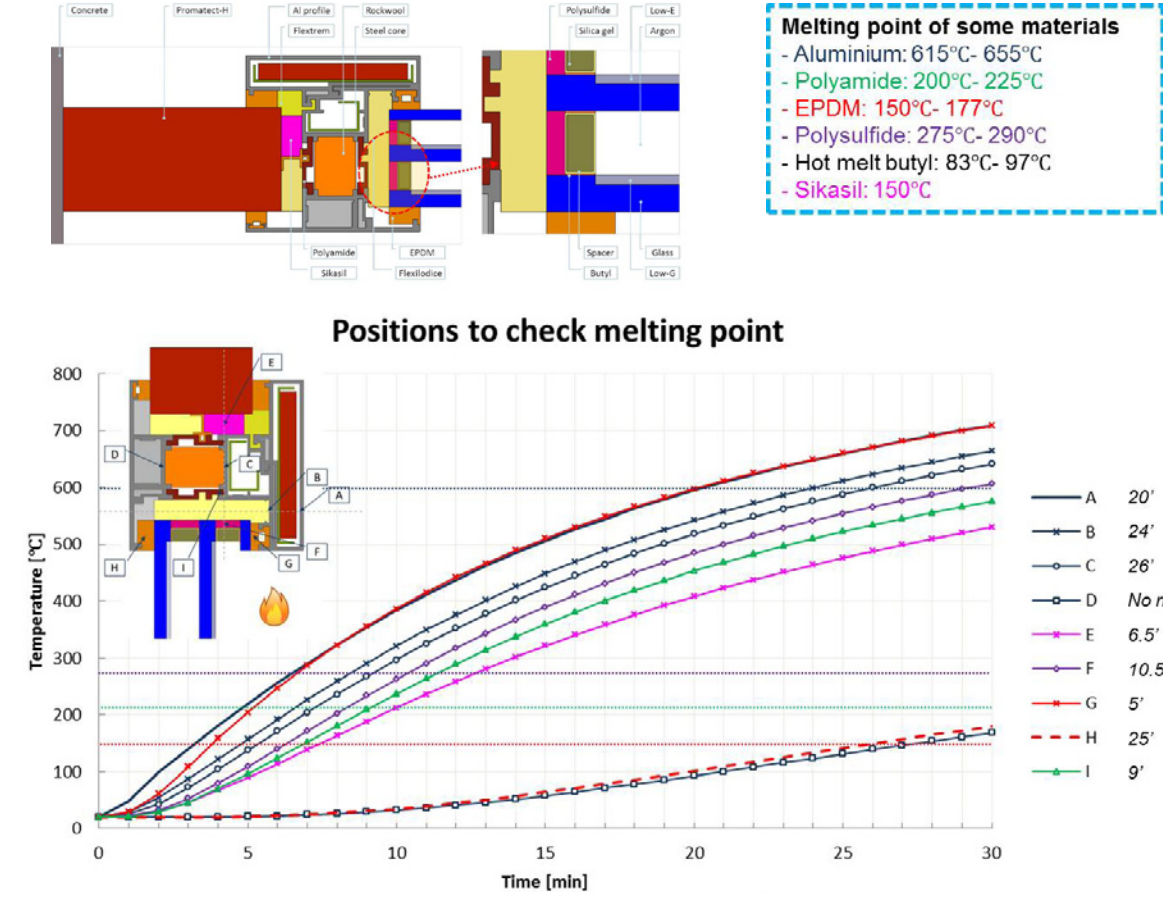 Concrete
Promatect-H
Al profile
Rockwool
Flextrem
Steel core
Polysulfide
Low-E
Silica gel
Argon
Polyamide
EPDM
Sikasil
Flexilodice
Spacer
Glass
Butyl
Low-G
Melting point of some materials
- Aluminium: 615°C- 655°C
- Polyamide: 200°C- 225°C
- EPDM: 150°C- 177°C
- Polysulfide: 275°C- 290°C
- Hot melt butyl: 83°C- 97°C
- Sikasil: 150°C
Positions to check melting point
Temperature [°C]
800
700
600
500
400
300
200
100
0
E
D
C
B
A
F
H
I
G
A 20'
B 24'
C 26'
D No
E 6.5'
F 10.5
G 5'
H 25'
I 9'
0 5 10 15 20 25 30
Time [min]